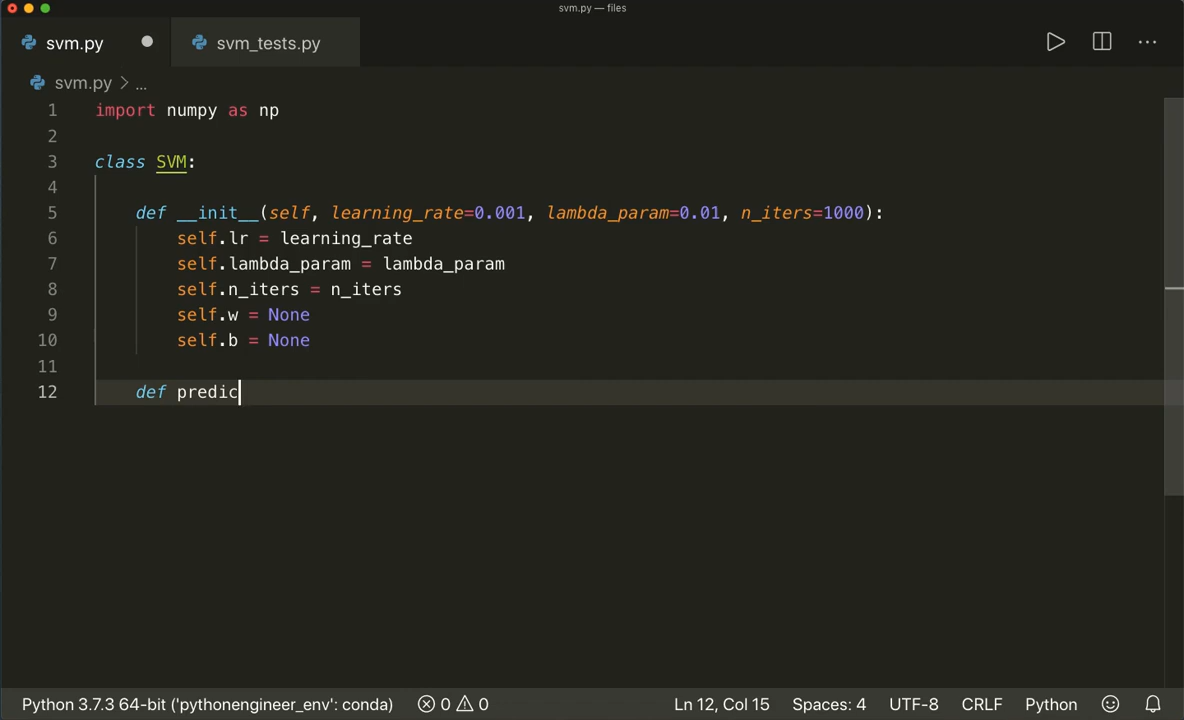 svm.py — files
svm.py
svm_tests.py
svm.py > ...
1 import numpy as np
2
3 class SVM:
4
5 def __init__(self, learning_rate=0.001, lambda_param=0.01, n_iters=1000):
6 self.lr = learning_rate
7 self.lambda_param = lambda_param
8 self.n_iters = n_iters
9 self.w = None
10 self.b = None
11
12 def predic
Python 3.7.3 64-bit ('pythonengineer_env': conda) 0 0 Ln 12, Col 15 Spaces: 4 UTF-8 CRLF Python